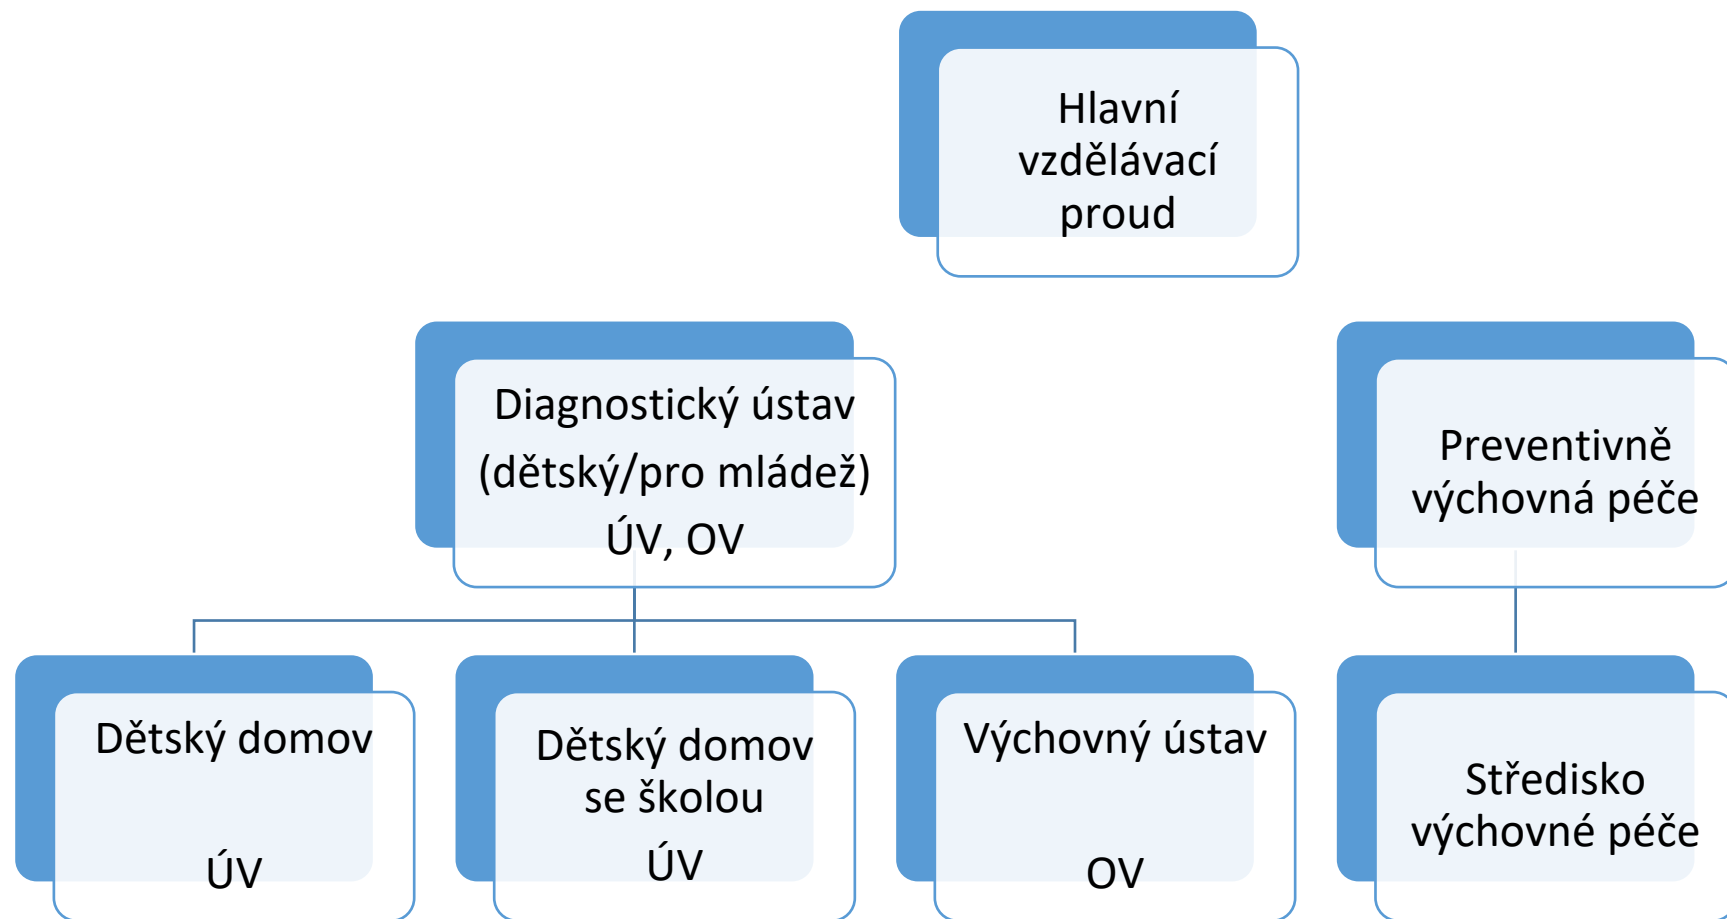 Hlavní
vzdělávací
proud
Diagnostický ústav
(dětský/pro mládež)
ÚV, OV
Preventivně
výchovná péče
Dětský domov
ÚV
Dětský domov
se školou
ÚV
Výchovný ústav
OV
Středisko
výchovné péče